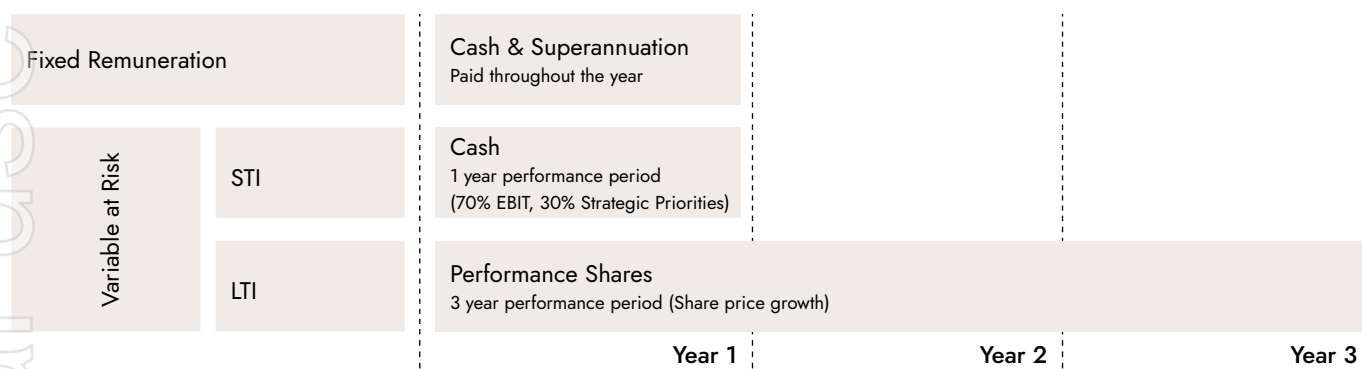 Fixed Remuneration
Cash & Superannuation
Paid throughout the year
Variable at Risk
STI
Cash
1 year performance period
(70% EBIT, 30% Strategic Priorities)
LTI
Performance Shares
3 year performance period (Share price growth)
Year 1
Year 2
Year 3